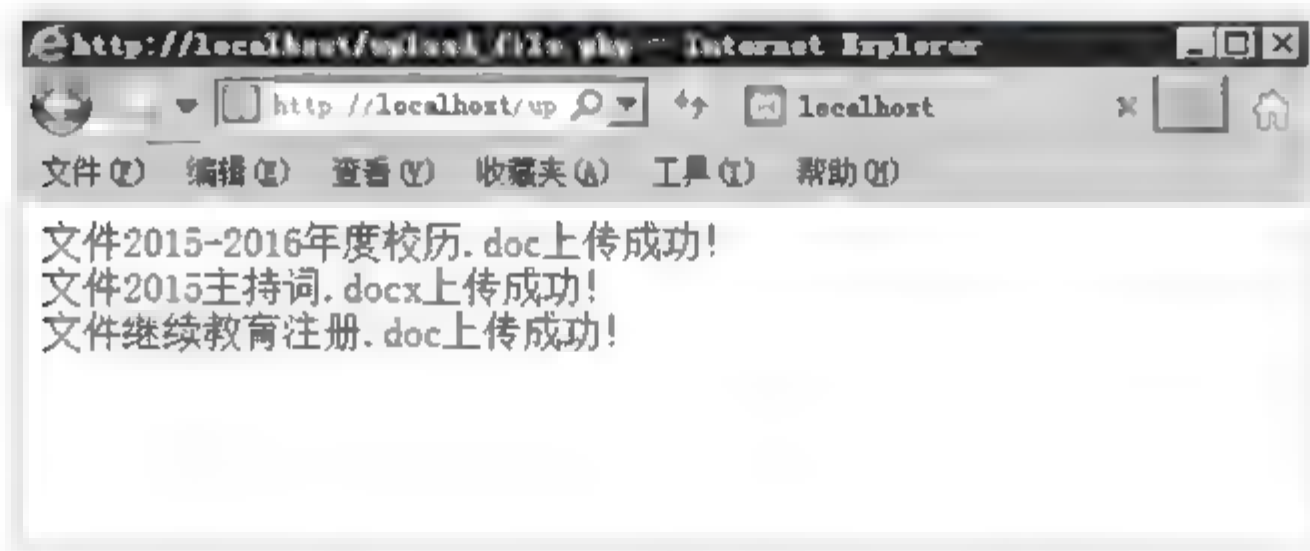 http://localhost/upload_file.php - Internet Explorer
http //localhost/up localhost
文件(F) 编辑(E) 查看(V) 收藏夹(A) 工具(T) 帮助(H)
文件2015-2016年度校历.doc上传成功!
文件2015主持词.docx上传成功!
文件继续教育注册.doc上传成功!